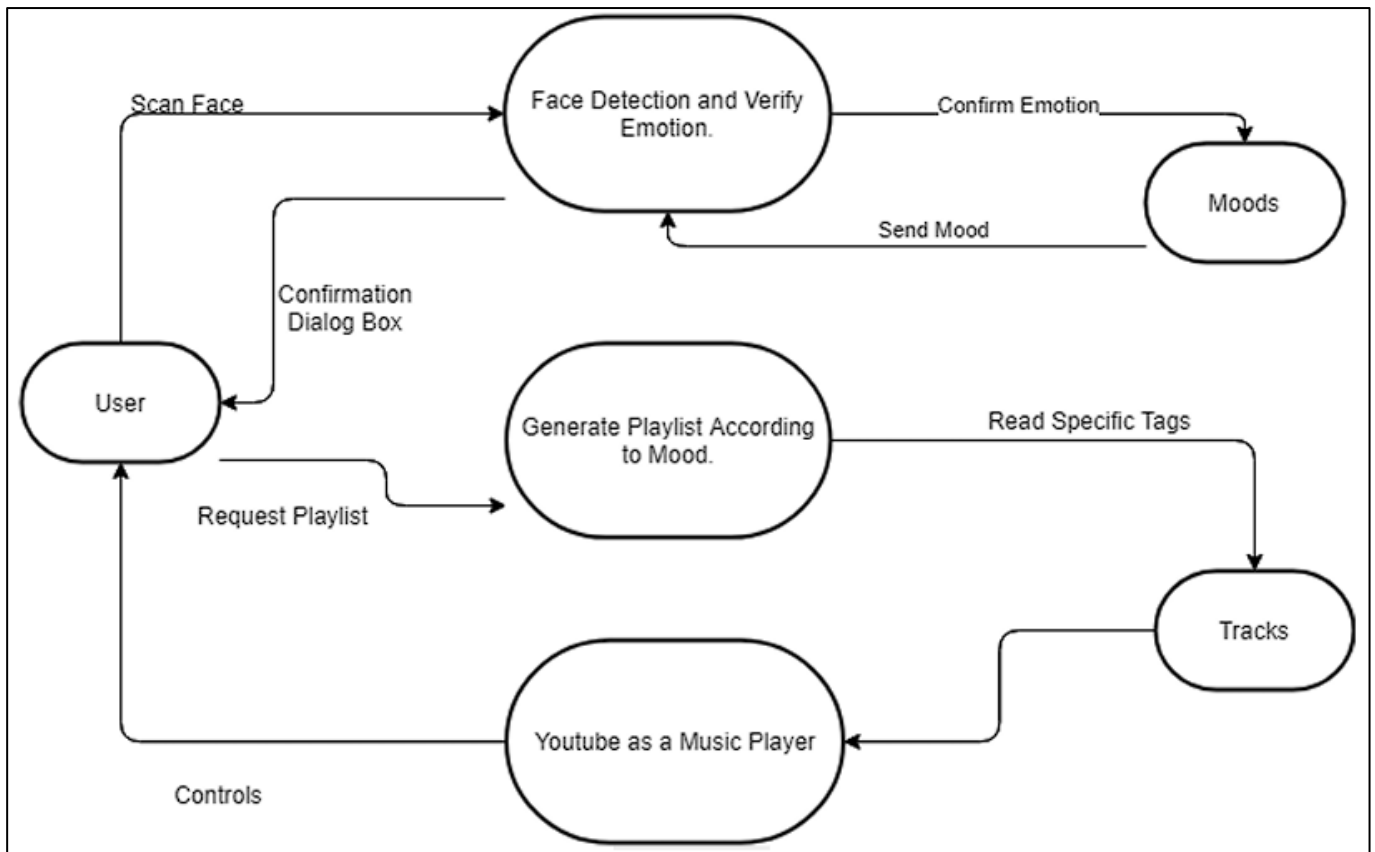 Scan Face
Face Detection and Verify
Emotion.
Confirm Emotion
Moods
Send Mood
Confirmation
Dialog Box
User
Generate Playlist According
to Mood.
Read Specific Tags
Request Playlist
Tracks
Youtube as a Music Player
Controls